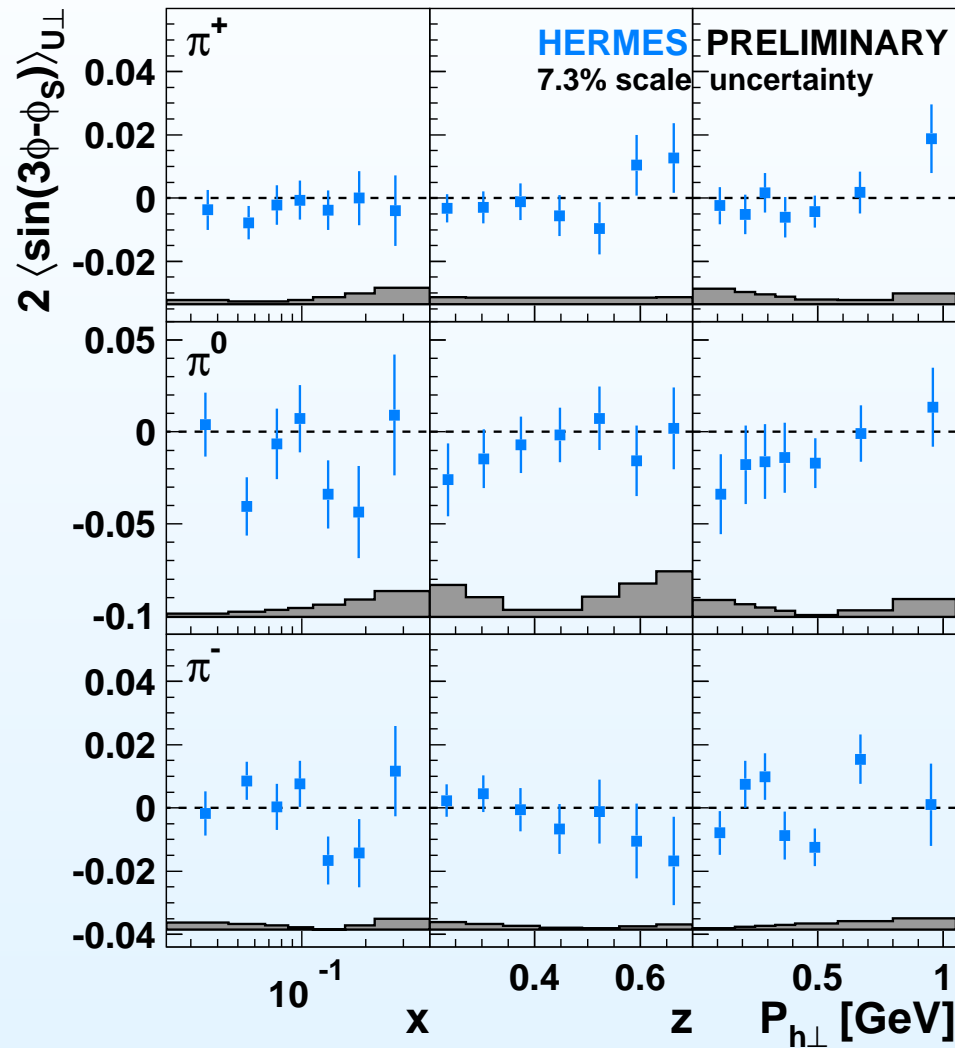 2 ⟨sin(3ϕ-ϕS)⟩U⊥
π+
HERMES PRELIMINARY
7.3% scale uncertainty
0.04
0.02
0
-0.02
π0
0.05
0
-0.05
-0.1
π-
0.04
0.02
0
-0.02
-0.04
10-1
0.4 0.6
0.5 1
x
z
Ph⊥ [GeV]